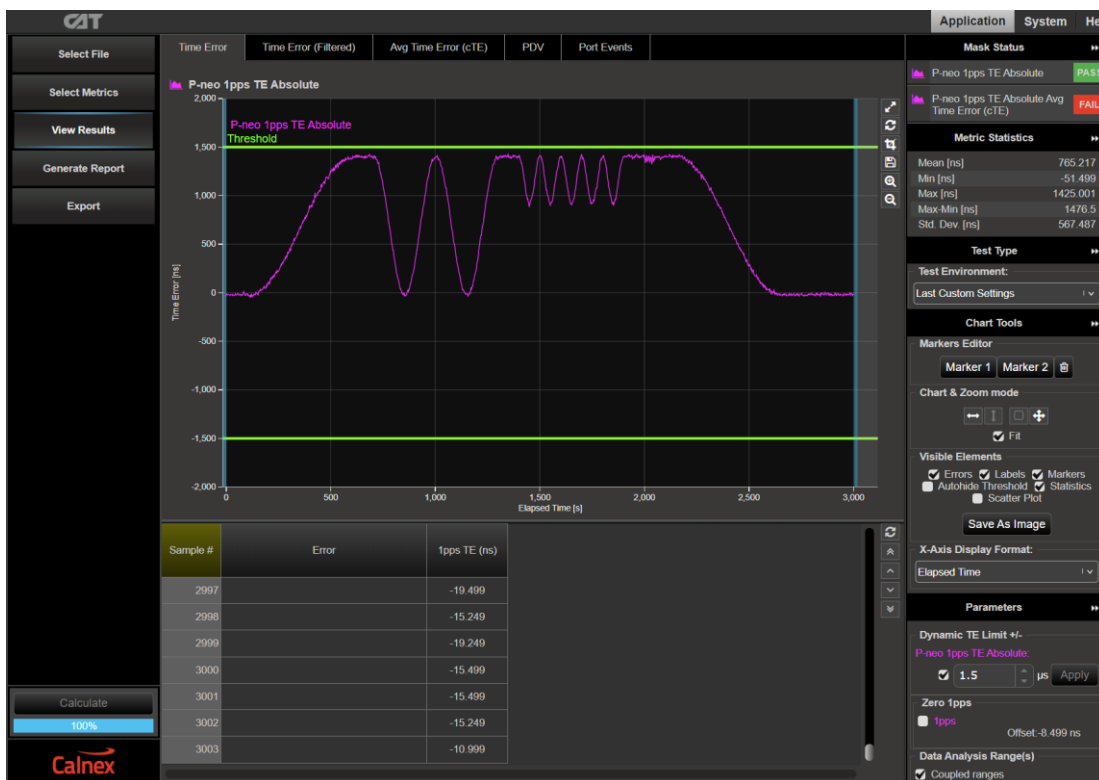 CAT
Application System He
Select File
Select Metrics
View Results
Generate Report
Export
Calculate
100%
Calnex
Time Error Time Error (Filtered) Avg Time Error (cTE) PDV Port Events
P-neo 1pps TE Absolute
2,000
P-neo 1pps TE Absolute
Threshold
1,500
1,000
500
0
-500
-1,000
-1,500
-2,000
Time Error [ns]
0 500 1,000 1,500 2,000 2,500 3,000
Elapsed Time [s]
Sample # Error 1pps TE (ns)
2997 -19.499
2998 -15.249
2999 -19.249
3000 -15.499
3001 -15.499
3002 -15.249
3003 -10.999
Mask Status
P-neo 1pps TE Absolute PASS
P-neo 1pps TE Absolute Avg
Time Error (cTE) FAIL
Metric Statistics
Mean [ns] 765.217
Min [ns] -51.499
Max [ns] 1425.001
Max-Min [ns] 1476.5
Std. Dev. [ns] 567.487
Test Type
Test Environment:
Last Custom Settings
Chart Tools
Markers Editor
Marker 1 Marker 2
Chart & Zoom mode
Fit
Visible Elements
Errors Labels Markers
Autohide Threshold Statistics
Scatter Plot
Save As Image
X-Axis Display Format:
Elapsed Time
Parameters
Dynamic TE Limit +/-
P-neo 1pps TE Absolute:
1.5 µs Apply
Zero 1pps
1pps
Offset:-8.499 ns
Data Analysis Range(s)
Coupled ranges